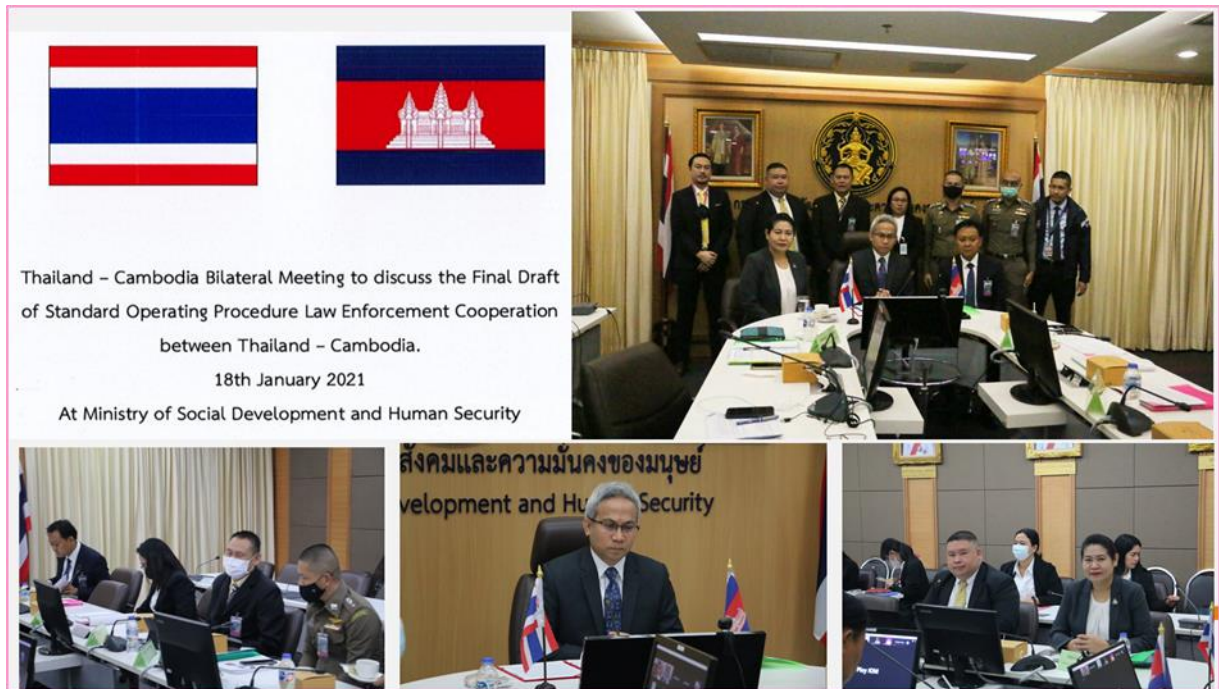 Thailand – Cambodia Bilateral Meeting to discuss the Final Draft
of Standard Operating Procedure Law Enforcement Cooperation
between Thailand – Cambodia.
18th January 2021
At Ministry of Social Development and Human Security
สังคมและความมั่นคงของมนุษย์
velopment and Hu Security